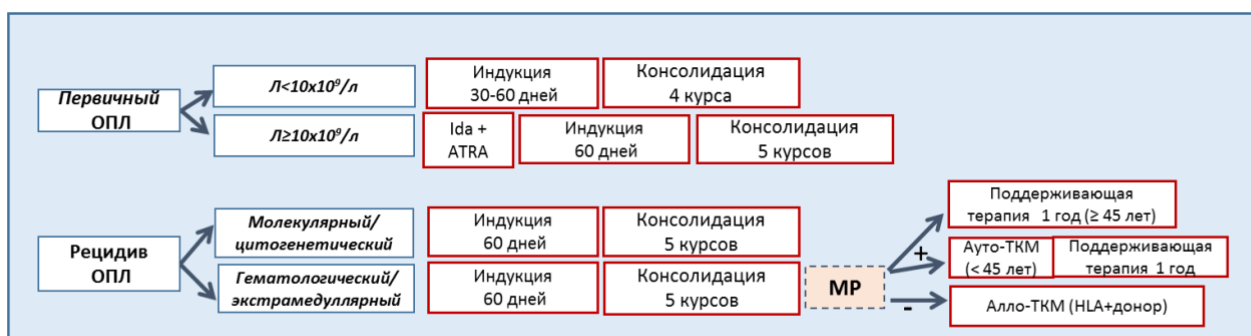 Первичный
ОПЛ
Л<10х10⁹/л
Индукция
30-60 дней
Консолидация
4 курса
Л≥10х10⁹/л
Ida +
ATRA
Индукция
60 дней
Консолидация
5 курсов
Рецидив
ОПЛ
Молекулярный/
цитогенетический
Индукция
60 дней
Консолидация
5 курсов
Гематологический/
экстрамедуллярный
Индукция
60 дней
Консолидация
5 курсов
МР
Поддерживающая
терапия 1 год (≥ 45 лет)
+
Ауто-ТКМ
(< 45 лет)
Поддерживающая
терапия 1 год
-
Алло-ТКМ (HLA+донор)